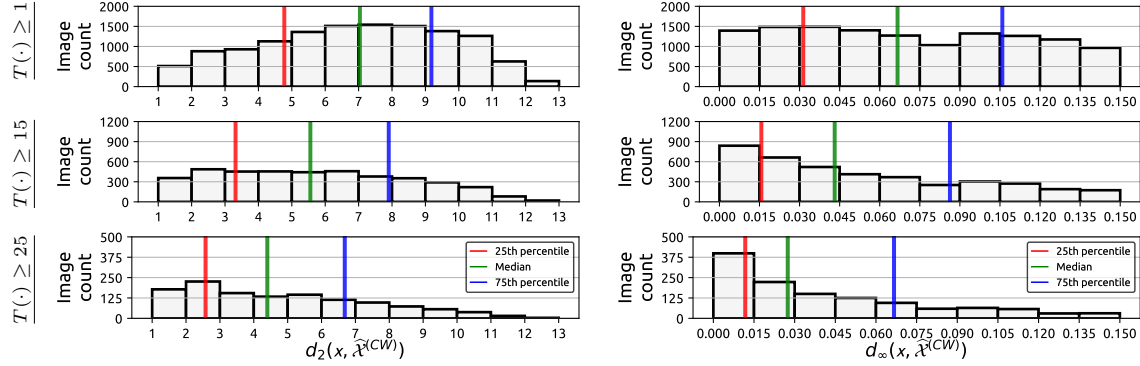 T(·) ≥ 1
Image
count
2000
1500
1000
500
0
1 2 3 4 5 6 7 8 9 10 11 12 13
Image
count
2000
1500
1000
500
0
0.000 0.015 0.030 0.045 0.060 0.075 0.090 0.105 0.120 0.135 0.150
T(·) ≥ 15
Image
count
1200
900
600
300
0
1 2 3 4 5 6 7 8 9 10 11 12 13
Image
count
1200
900
600
300
0
0.000 0.015 0.030 0.045 0.060 0.075 0.090 0.105 0.120 0.135 0.150
T(·) ≥ 25
Image
count
500
375
250
125
0
25th percentile
Median
75th percentile
1 2 3 4 5 6 7 8 9 10 11 12 13
d₂(x, X̂⁽ᶜᵂ⁾)
Image
count
500
375
250
125
0
25th percentile
Median
75th percentile
0.000 0.015 0.030 0.045 0.060 0.075 0.090 0.105 0.120 0.135 0.150
d∞(x, X̂⁽ᶜᵂ⁾)